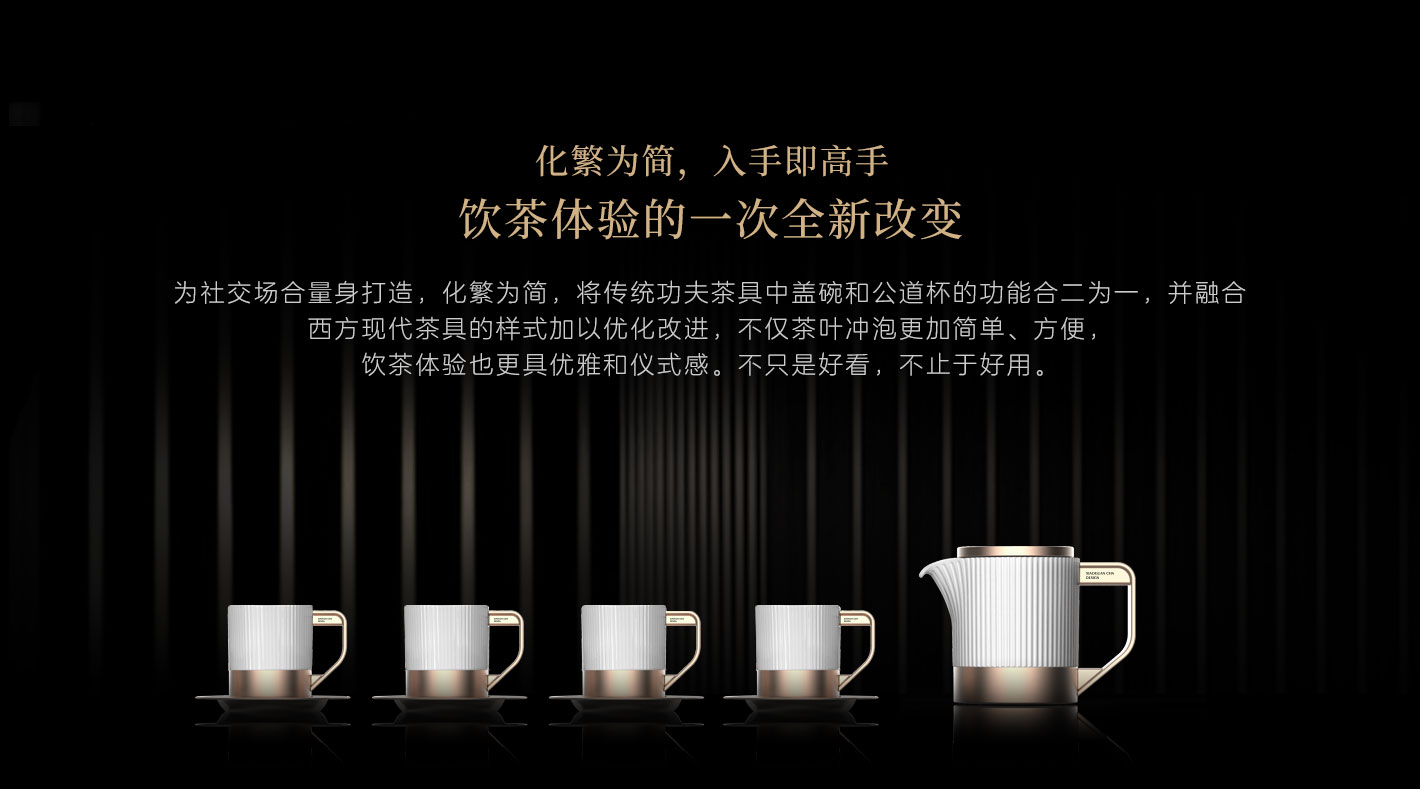 化繁为简，入手即高手
饮茶体验的一次全新改变
为社交场合量身打造，化繁为简，将传统功夫茶具中盖碗和公道杯的功能合二为一，并融合
西方现代茶具的样式加以优化改进，不仅茶叶冲泡更加简单、方便，
饮茶体验也更具优雅和仪式感。不只是好看，不止于好用。
XIAOGUAN CHA
DESIGN